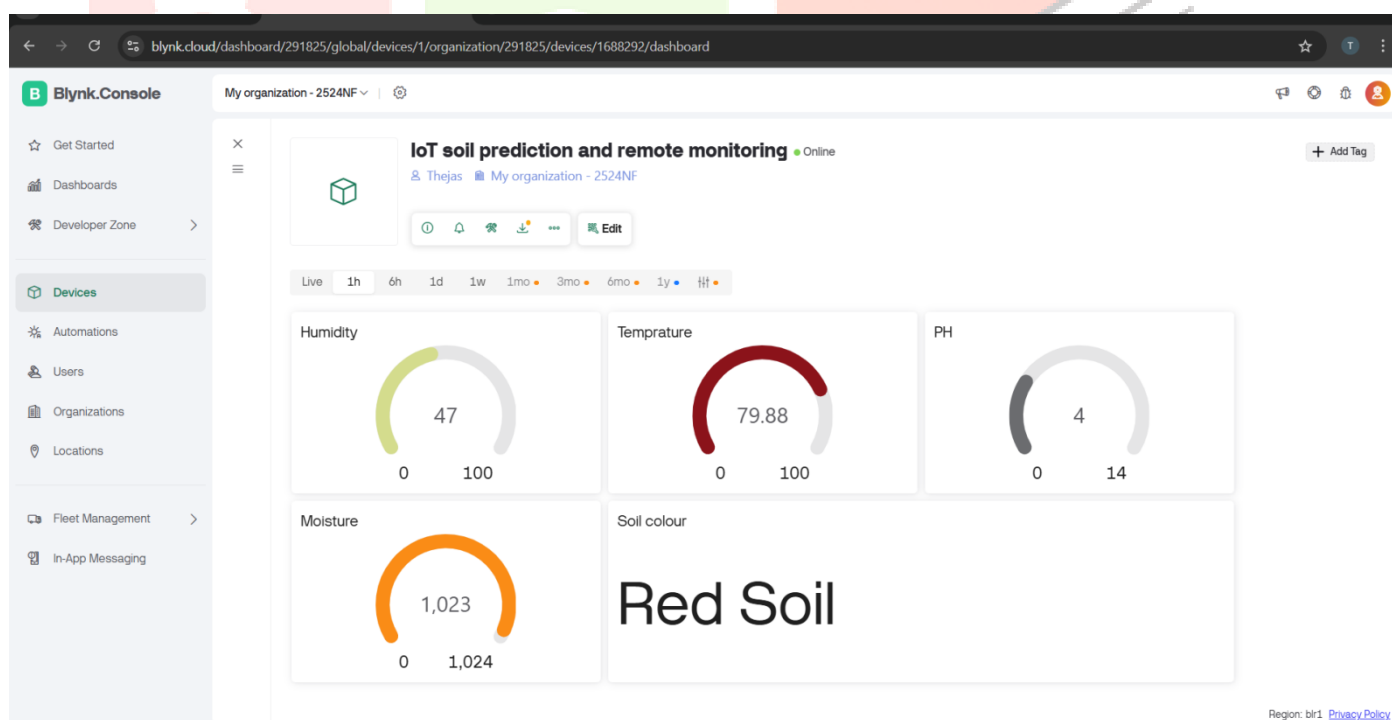 blynk.cloud/dashboard/291825/global/devices/1/organization/291825/devices/1688292/dashboard
T
B Blynk.Console
My organization - 2524NF
Get Started
Dashboards
Developer Zone
Devices
Automations
Users
Organizations
Locations
Fleet Management
In-App Messaging
IoT soil prediction and remote monitoring Online
Thejas My organization - 2524NF
Edit
+ Add Tag
Live 1h 6h 1d 1w 1mo 3mo 6mo 1y
Humidity
47
0 100
Temprature
79.88
0 100
PH
4
0 14
Moisture
1,023
0 1,024
Soil colour
Red Soil
Region: blr1 Privacy Policy